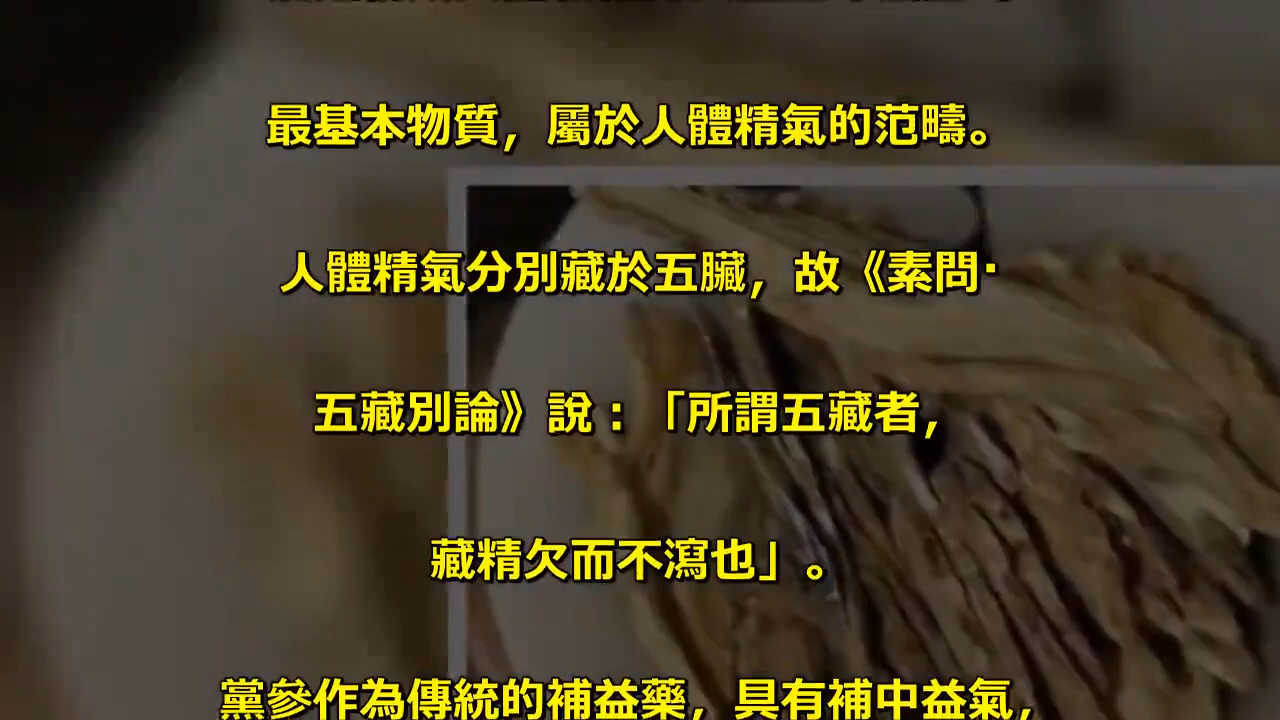 最基本物質，屬於人體精氣的范疇。
人體精氣分別藏於五臟，故《素問·
五藏別論》說：「所謂五藏者，
藏精欠而不瀉也」。
黨參作為傳統的補益藥，具有補中益氣，